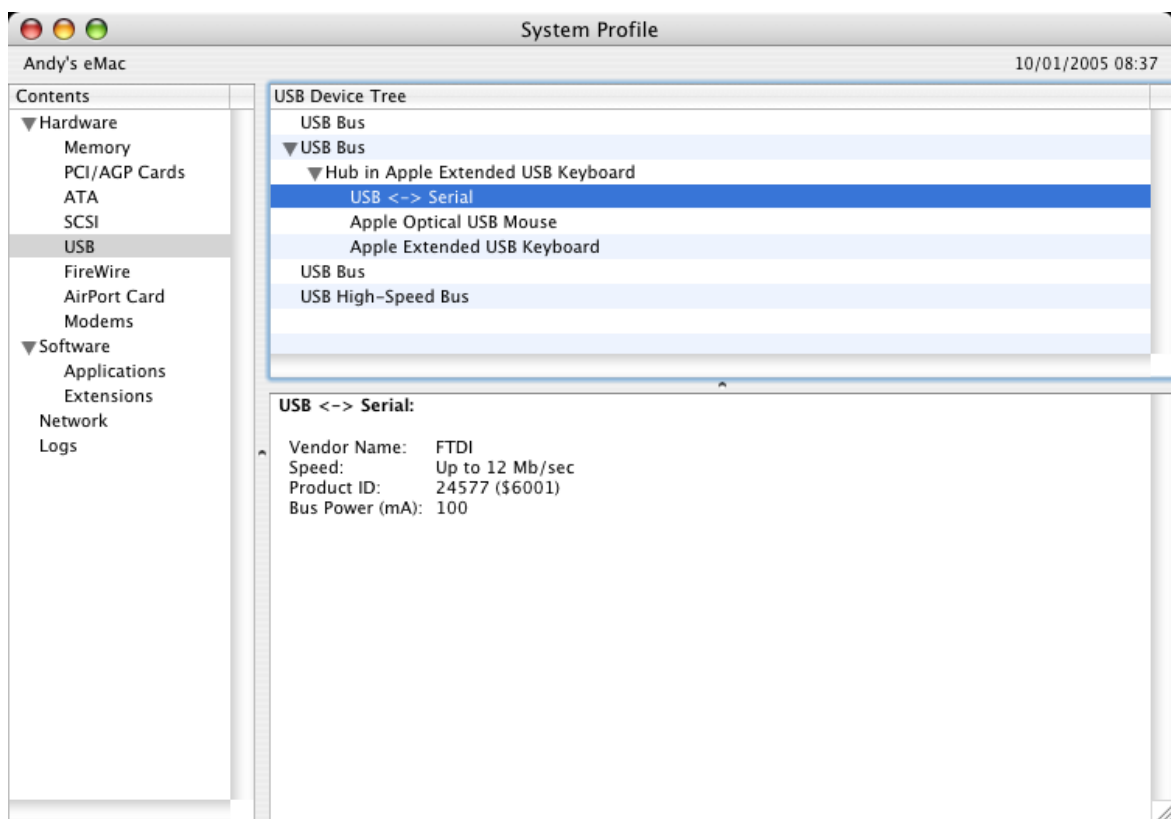 System Profile
Andy's eMac
10/01/2005 08:37
Contents
Hardware
Memory
PCI/AGP Cards
ATA
SCSI
USB
FireWire
AirPort Card
Modems
Software
Applications
Extensions
Network
Logs
USB Device Tree
USB Bus
USB Bus
Hub in Apple Extended USB Keyboard
USB <-> Serial
Apple Optical USB Mouse
Apple Extended USB Keyboard
USB Bus
USB High-Speed Bus
USB <-> Serial:
Vendor Name: FTDI
Speed: Up to 12 Mb/sec
Product ID: 24577 ($6001)
Bus Power (mA): 100